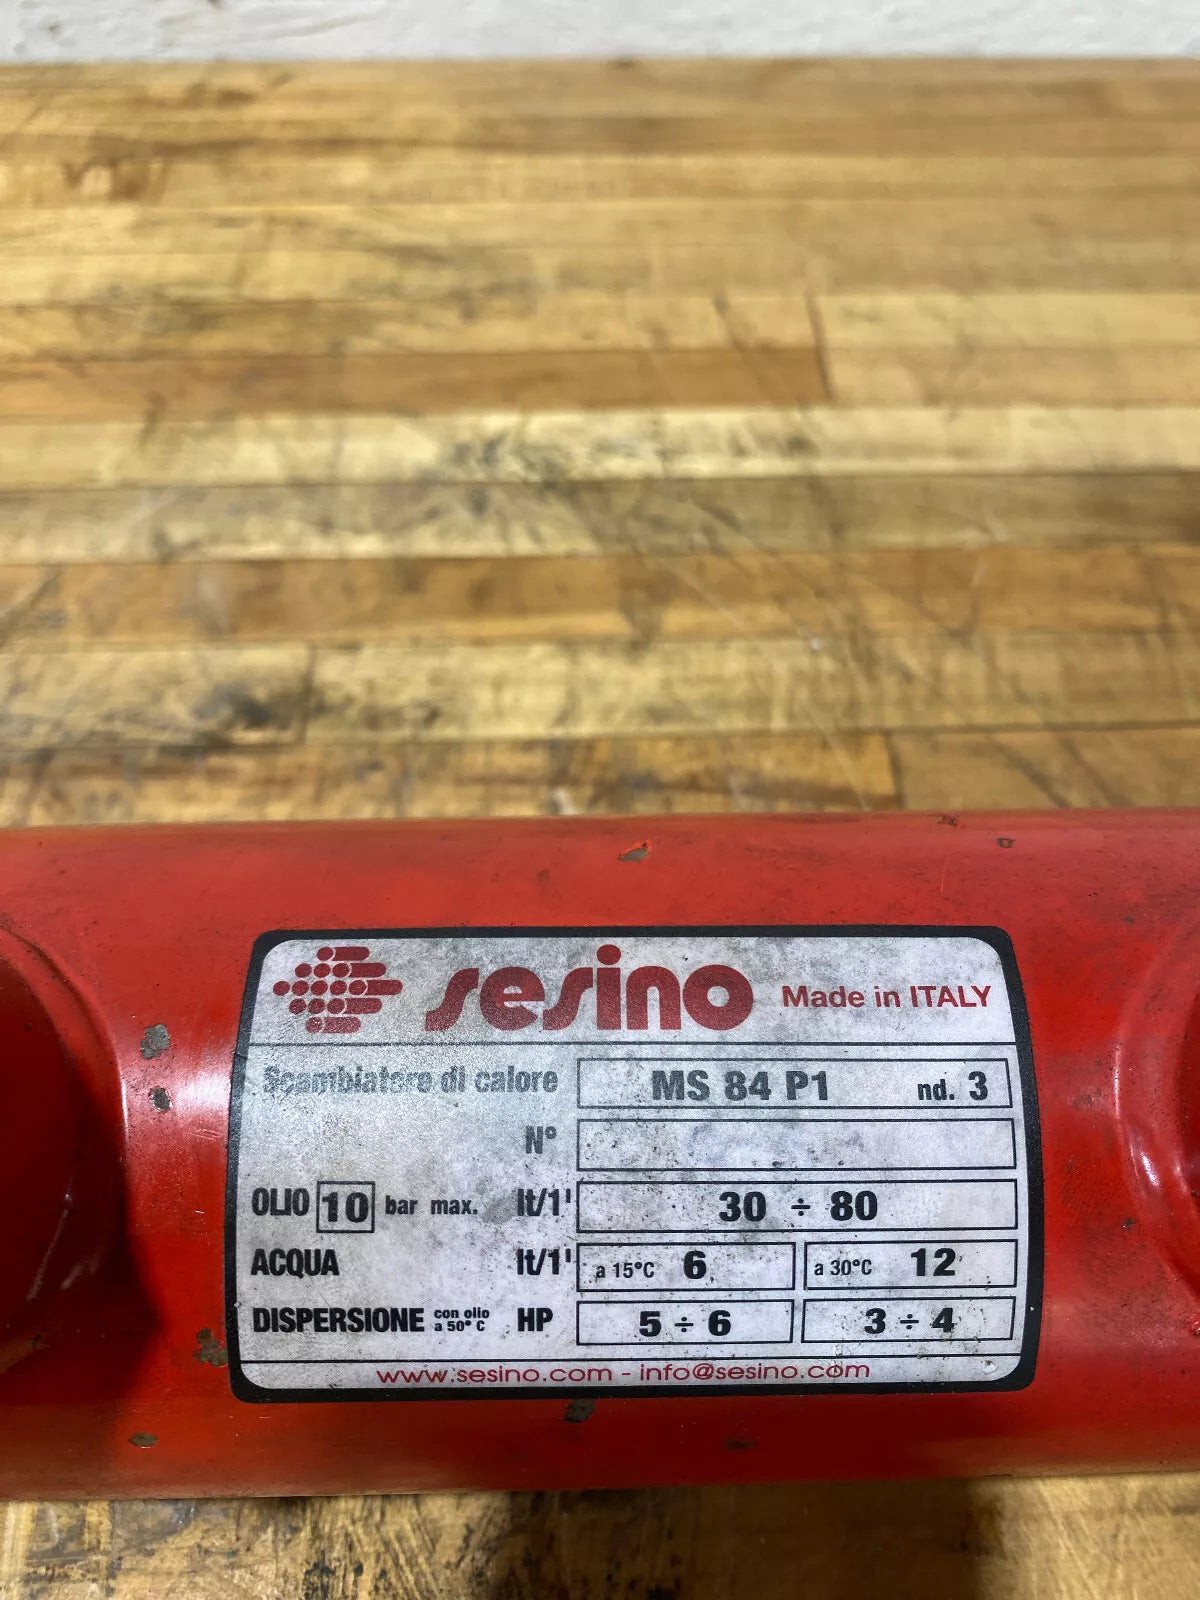 sesino Made in ITALY
Scambiatore di calore MS 84 P1 nd. 3
N°
OLIO 10 bar max. lt/1' 30 ÷ 80
ACQUA lt/1' a 15°C 6 a 30°C 12
DISPERSIONE con olio a 50° C HP 5 ÷ 6 3 ÷ 4
www.sesino.com - info@sesino.com